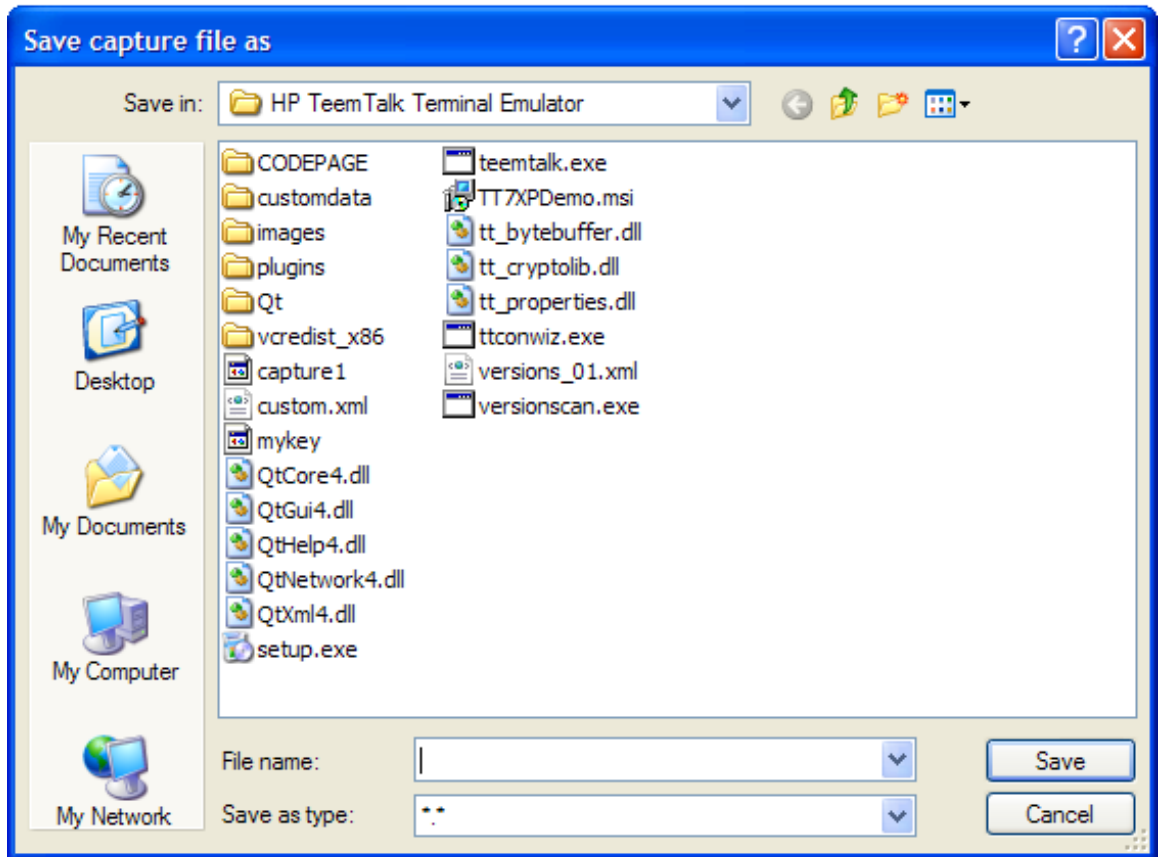 Save capture file as
Save in:
HP TeemTalk Terminal Emulator
My Recent
Documents
Desktop
My Documents
My Computer
My Network
CODEPAGE
customdata
images
plugins
Qt
vcredist_x86
capture1
custom.xml
mykey
QtCore4.dll
QtGui4.dll
QtHelp4.dll
QtNetwork4.dll
QtXml4.dll
setup.exe
teemtalk.exe
TT7XPDemo.msi
tt_bytebuffer.dll
tt_cryptolib.dll
tt_properties.dll
ttconwiz.exe
versions_01.xml
versionscan.exe
File name:
Save
Save as type:
*.*
Cancel